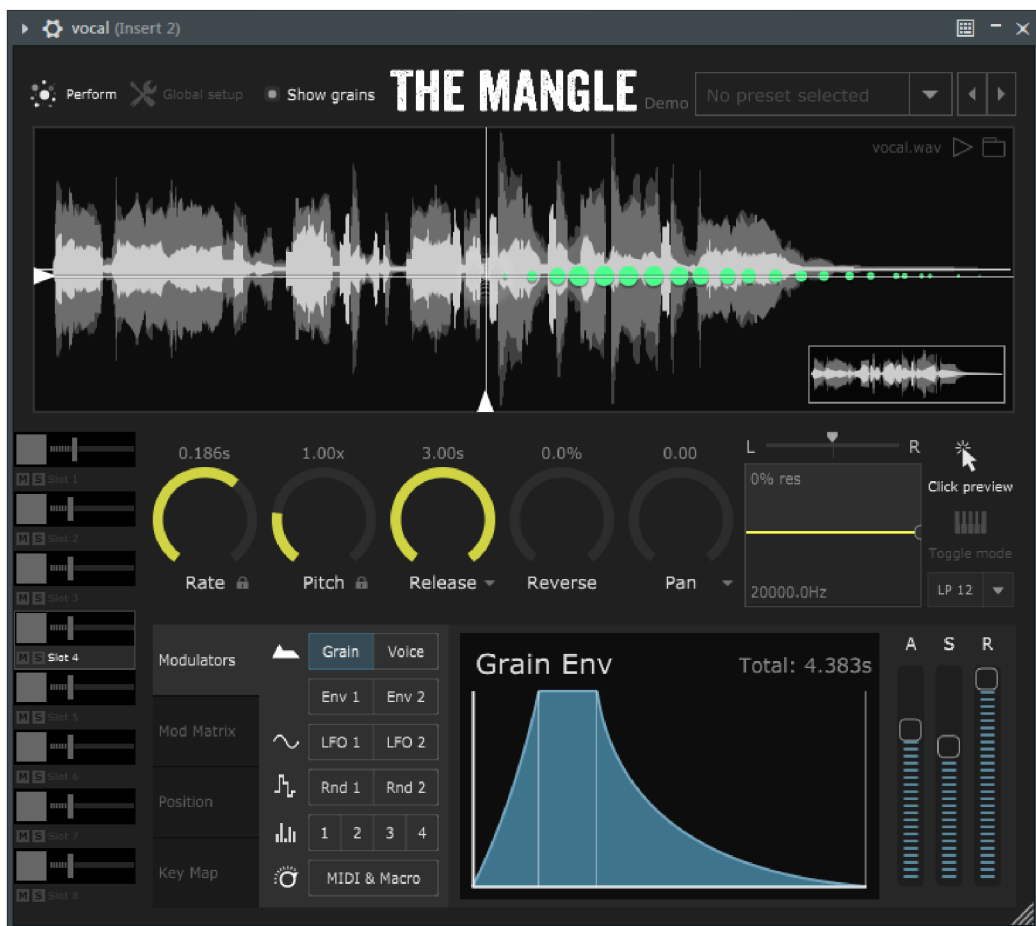 vocal (Insert 2)
Perform Global setup Show grains THE MANGLE Demo No preset selected
vocal.wav
M S Slot 1
M S Slot 2
M S Slot 3
M S Slot 4
M S Slot 5
M S Slot 6
M S Slot 7
M S Slot 8
0.186s 1.00x 3.00s 0.0% 0.00
Rate Pitch Release Reverse Pan
L R
0% res
20000.0Hz
Click preview
Toggle mode
LP 12
Modulators
Mod Matrix
Position
Key Map
Grain Voice
Env 1 Env 2
LFO 1 LFO 2
Rnd 1 Rnd 2
1 2 3 4
MIDI & Macro
Grain Env Total: 4.383s
A S R